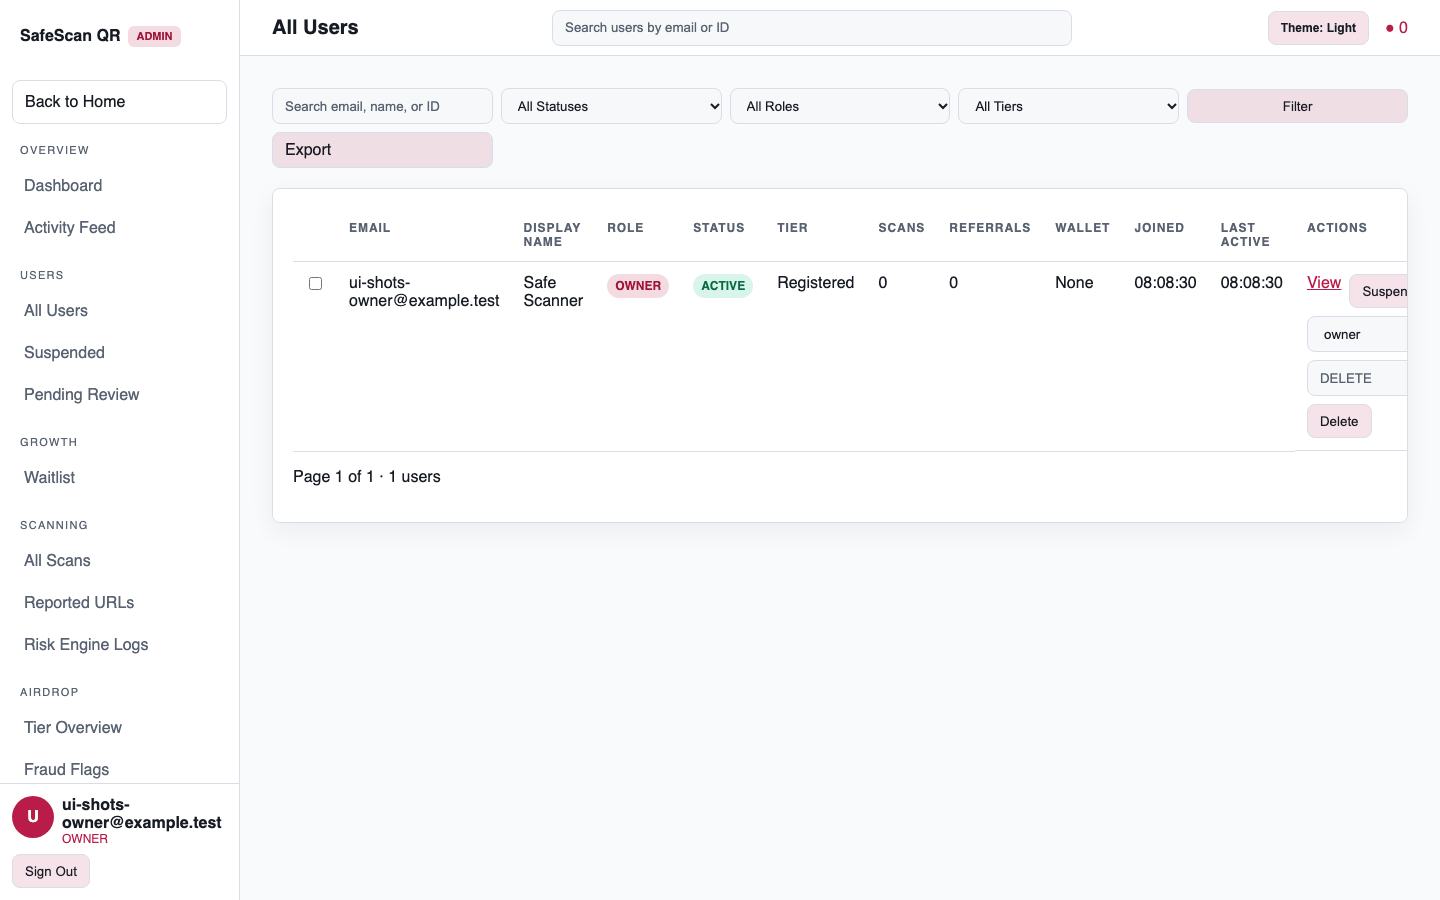 SafeScan QR ADMIN
Back to Home
OVERVIEW
Dashboard
Activity Feed
USERS
All Users
Suspended
Pending Review
GROWTH
Waitlist
SCANNING
All Scans
Reported URLs
Risk Engine Logs
AIRDROP
Tier Overview
Fraud Flags
U
ui-shots-
owner@example.test
OWNER
Sign Out
All Users
Search users by email or ID
Theme: Light
0
Search email, name, or ID
All Statuses
All Roles
All Tiers
Filter
Export
EMAIL
DISPLAY
NAME
ROLE
STATUS
TIER
SCANS
REFERRALS
WALLET
JOINED
LAST
ACTIVE
ACTIONS
ui-shots-
owner@example.test
Safe
Scanner
OWNER
ACTIVE
Registered
0
0
None
08:08:30
08:08:30
View
Suspen
owner
DELETE
Delete
Page 1 of 1 · 1 users